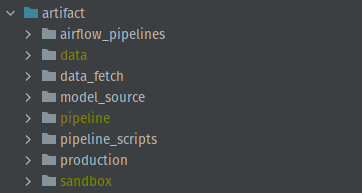 artifact
airflow_pipelines
data
data_fetch
model_source
pipeline
pipeline_scripts
production
sandbox